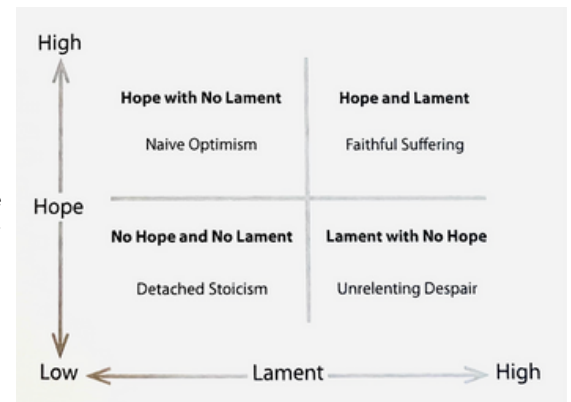 High
Hope with No Lament
Hope and Lament
Naive Optimism
Faithful Suffering
Hope
No Hope and No Lament
Lament with No Hope
Detached Stoicism
Unrelenting Despair
Low
Lament
High